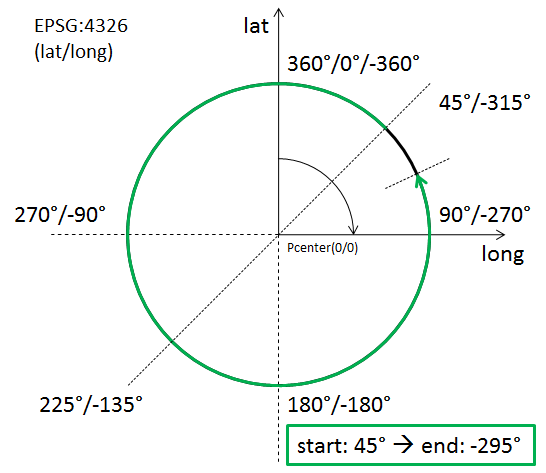 EPSG:4326
(lat/long)
lat
360°/0°/-360°
45°/-315°
270°/-90°
90°/-270°
Pcenter(0/0)
long
225°/-135°
180°/-180°
start: 45° → end: -295°